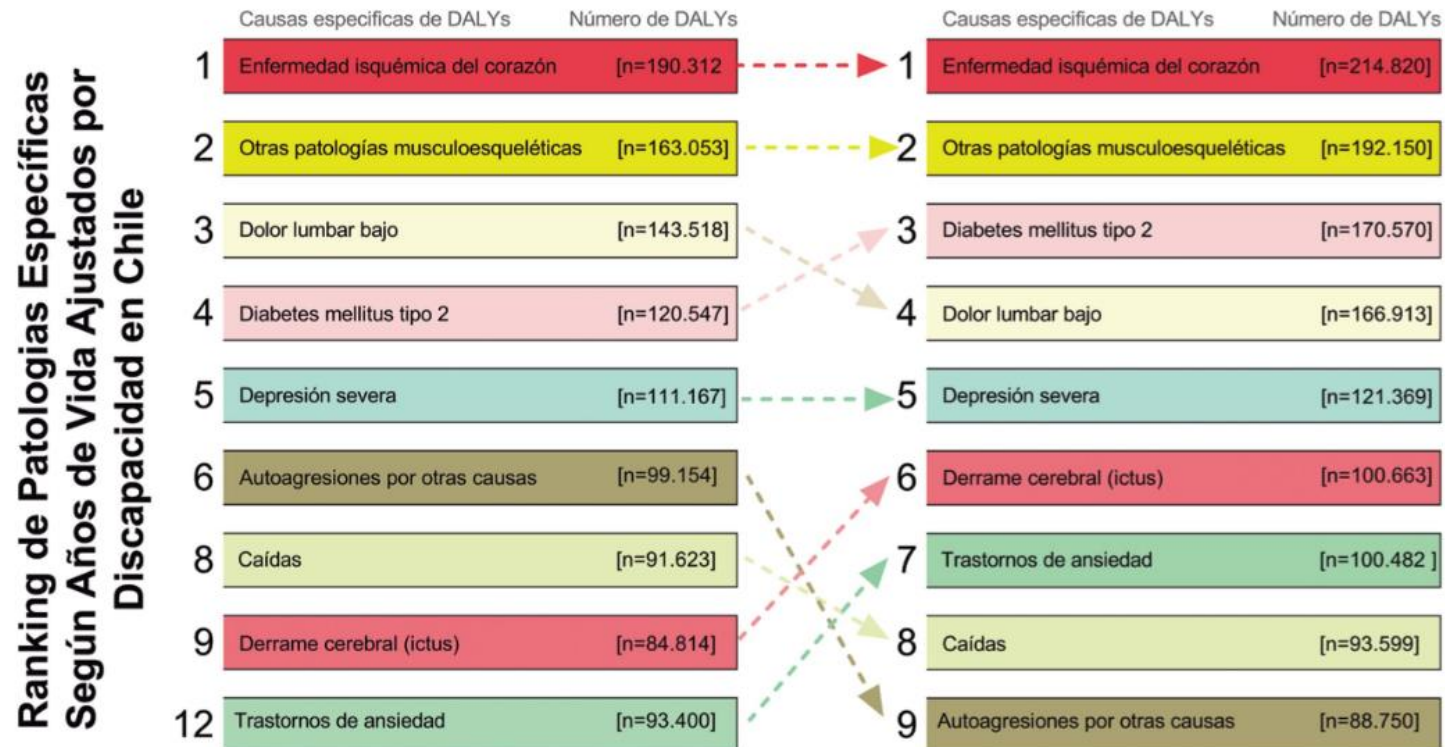 Ranking de Patologias Específicas
Según Años de Vida Ajustados por
Discapacidad en Chile
Causas especificas de DALYs Número de DALYs
1 Enfermedad isquémica del corazón [n=190.312
2 Otras patologías musculoesqueléticas [n=163.053]
3 Dolor lumbar bajo [n=143.518]
4 Diabetes mellitus tipo 2 [n=120.547]
5 Depresión severa [n=111.167]
6 Autoagresiones por otras causas [n=99.154]
8 Caídas [n=91.623]
9 Derrame cerebral (ictus) [n=84.814]
12 Trastornos de ansiedad [n=93.400]
Causas especificas de DALYs Número de DALYs
1 Enfermedad isquémica del corazón [n=214.820]
2 Otras patologías musculoesqueléticas [n=192.150]
3 Diabetes mellitus tipo 2 [n=170.570]
4 Dolor lumbar bajo [n=166.913]
5 Depresión severa [n=121.369]
6 Derrame cerebral (ictus) [n=100.663]
7 Trastornos de ansiedad [n=100.482 ]
8 Caídas [n=93.599]
9 Autoagresiones por otras causas [n=88.750]